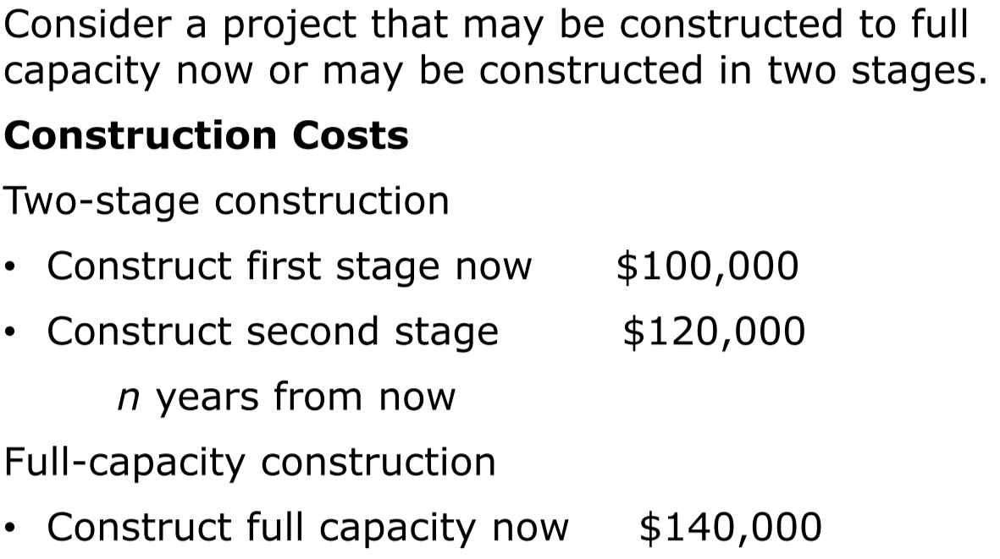 Consider a project that may be constructed to full
capacity now or may be constructed in two stages.
Construction Costs
Two-stage construction
• Construct first stage now $100,000
• Construct second stage $120,000
n years from now
Full-capacity construction
• Construct full capacity now $140,000